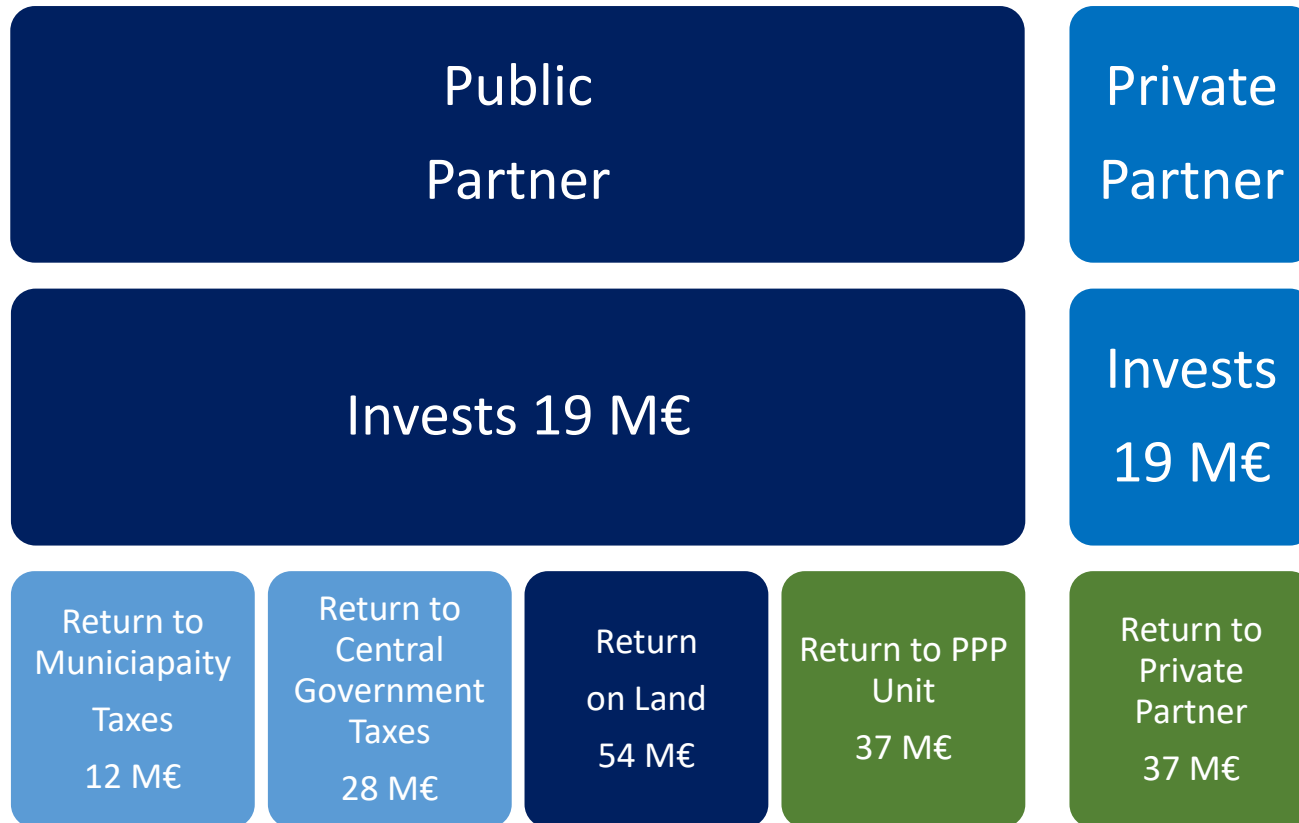 Public
Partner
Private
Partner
Invests 19 M€
Invests
19 M€
Return to
Municiapaity
Taxes
12 M€
Return to
Central
Government
Taxes
28 M€
Return
on Land
54 M€
Return to PPP
Unit
37 M€
Return to
Private
Partner
37 M€